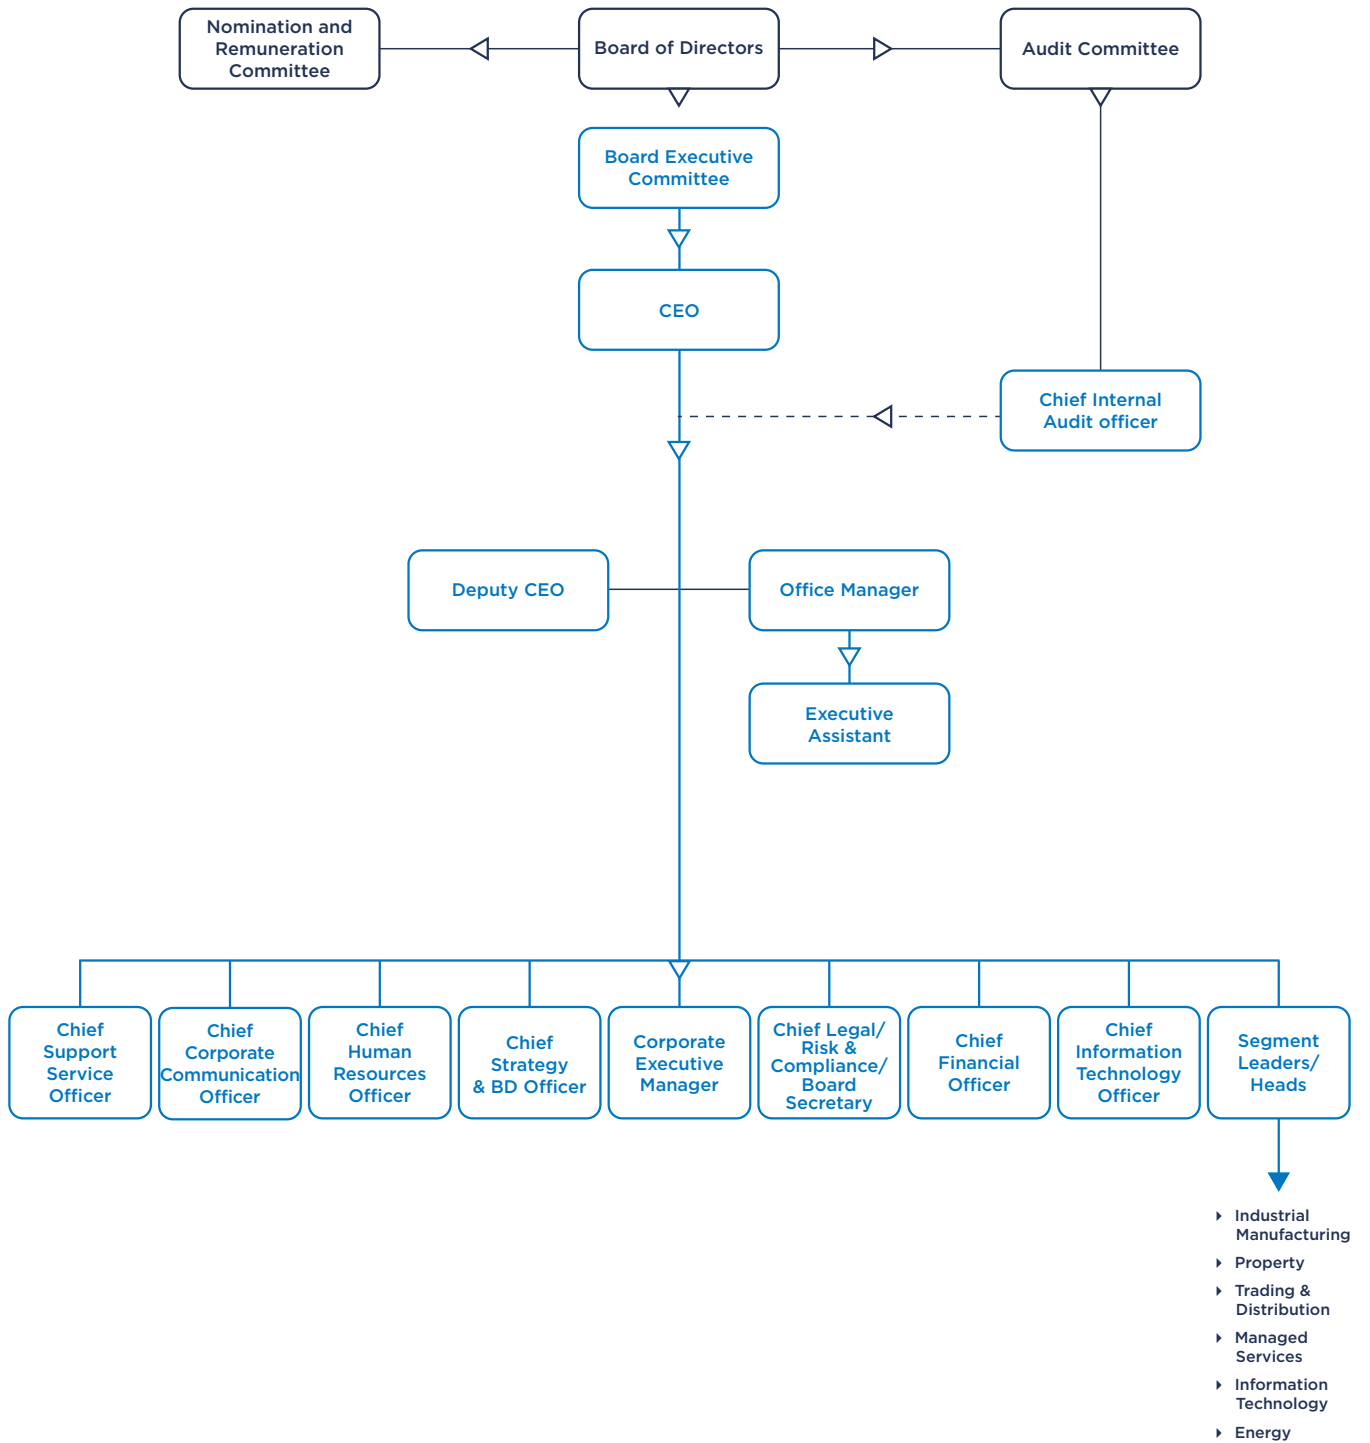 Nomination and
Remuneration
Committee
Board of Directors
Audit Committee
Board Executive
Committee
CEO
Chief Internal
Audit officer
Deputy CEO
Office Manager
Executive
Assistant
Chief
Support
Service
Officer
Chief
Corporate
Communication
Officer
Chief
Human
Resources
Officer
Chief
Strategy
& BD Officer
Corporate
Executive
Manager
Chief Legal/
Risk &
Compliance/
Board
Secretary
Chief
Financial
Officer
Chief
Information
Technology
Officer
Segment
Leaders/
Heads
Industrial
Manufacturing
Property
Trading &
Distribution
Managed
Services
Information
Technology
Energy